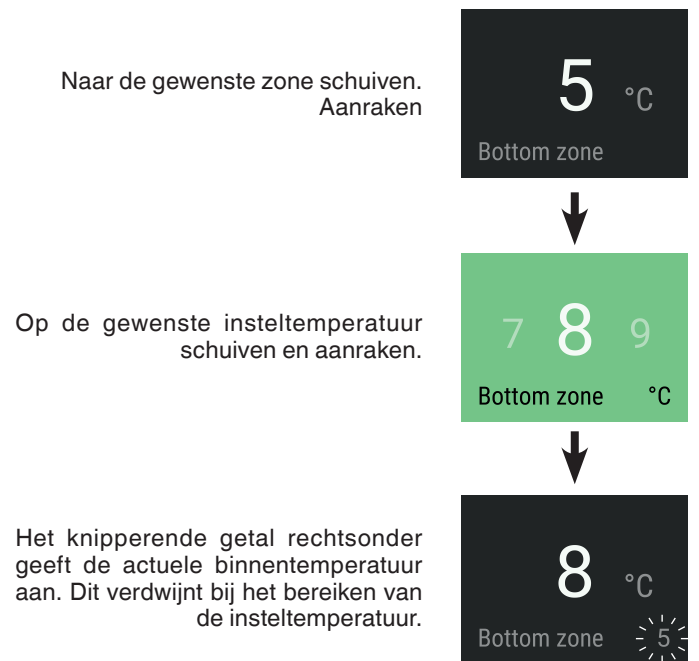 Naar de gewenste zone schuiven.
Aanraken
5 °C
Bottom zone
Op de gewenste insteltemperatuur
schuiven en aanraken.
7 8 9
Bottom zone °C
Het knipperende getal rechtsonder
geeft de actuele binnentemperatuur
aan. Dit verdwijnt bij het bereiken van
de insteltemperatuur.
8 °C
Bottom zone 5